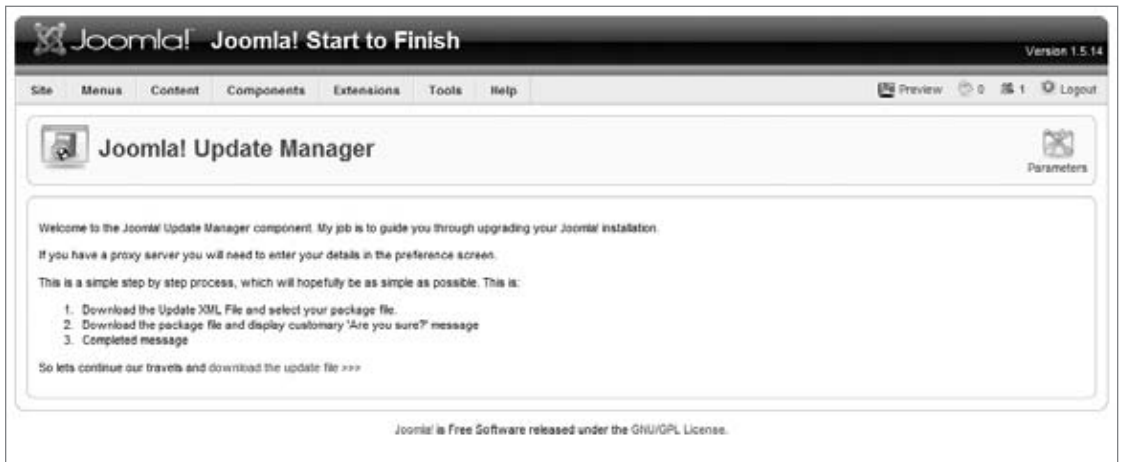 Joomla! Joomla! Start to Finish
Version 1.5.14
Site Menus Content Components Extensions Tools Help Preview 0 1 Logout
Joomla! Update Manager
Parameters
Welcome to the Joomla! Update Manager component. My job is to guide you through upgrading your Joomla! installation.
If you have a proxy server you will need to enter your details in the preference screen.
This is a simple step by step process, which will hopefully be as simple as possible. This is:
1. Download the Update XML File and select your package file.
2. Download the package file and display customary 'Are you sure?' message
3. Completed message
So lets continue our travels and download the update file >>>
Joomla! is Free Software released under the GNU/GPL License.